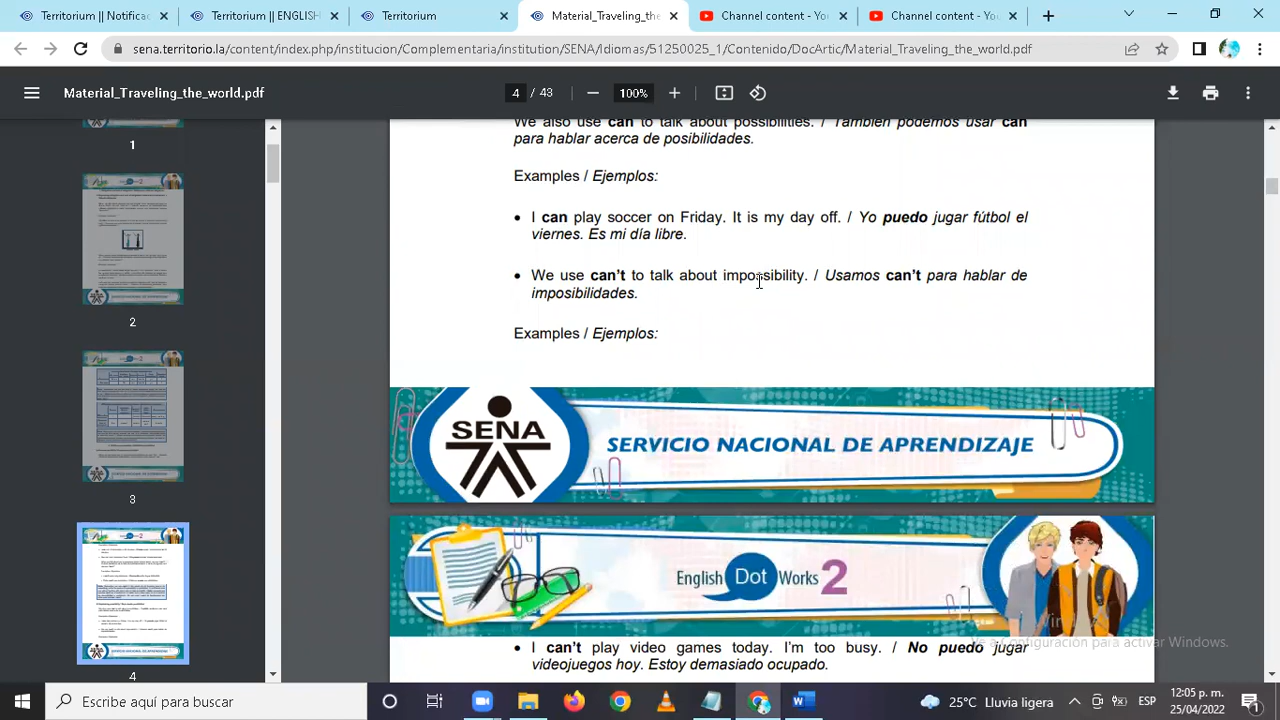 Territorium || Notificac
Territorium || ENGLISH
Territorium
Material_Traveling_the_
Channel content - You
Channel content - You
sena.territorio.la/content/index.php/institucion/Complementaria/institution/SENA/Idiomas/51250025_1/Contenido/DocArtic/Material_Traveling_the_world.pdf
Material_Traveling_the_world.pdf
4 / 43
100%
1
2
3
4
We also use can to talk about possibilities. / También podemos usar can
para hablar acerca de posibilidades.
Examples / Ejemplos:
• I can play soccer on Friday. It is my day off. / Yo puedo jugar fútbol el
viernes. Es mi día libre.
• We use can't to talk about impossibility. / Usamos can't para hablar de
imposibilidades.
Examples / Ejemplos:
SENA
SERVICIO NACIONAL DE APRENDIZAJE
English Dot Wor 2
a Configuración para activar Windows.
• I can't play video games today. I'm too busy. / No puedo jugar
videojuegos hoy. Estoy demasiado ocupado.
Escribe aquí para buscar
25°C Lluvia ligera
ESP
12:05 p. m.
25/04/2022
1